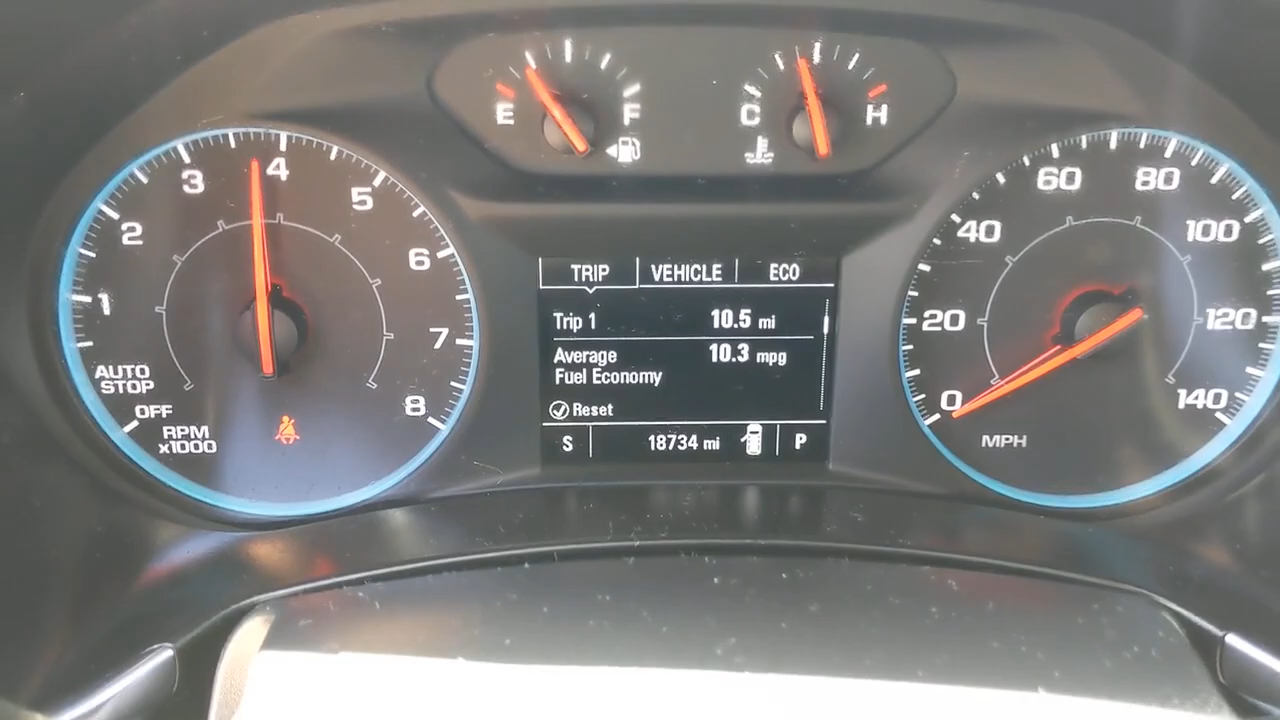 E F
C H
1 2 3 4 5 6 7 8
AUTO
STOP
OFF
RPM
x1000
TRIP VEHICLE ECO
Trip 1 10.5 mi
Average 10.3 mpg
Fuel Economy
Reset
S 18734 mi P
0 20 40 60 80 100 120 140
MPH